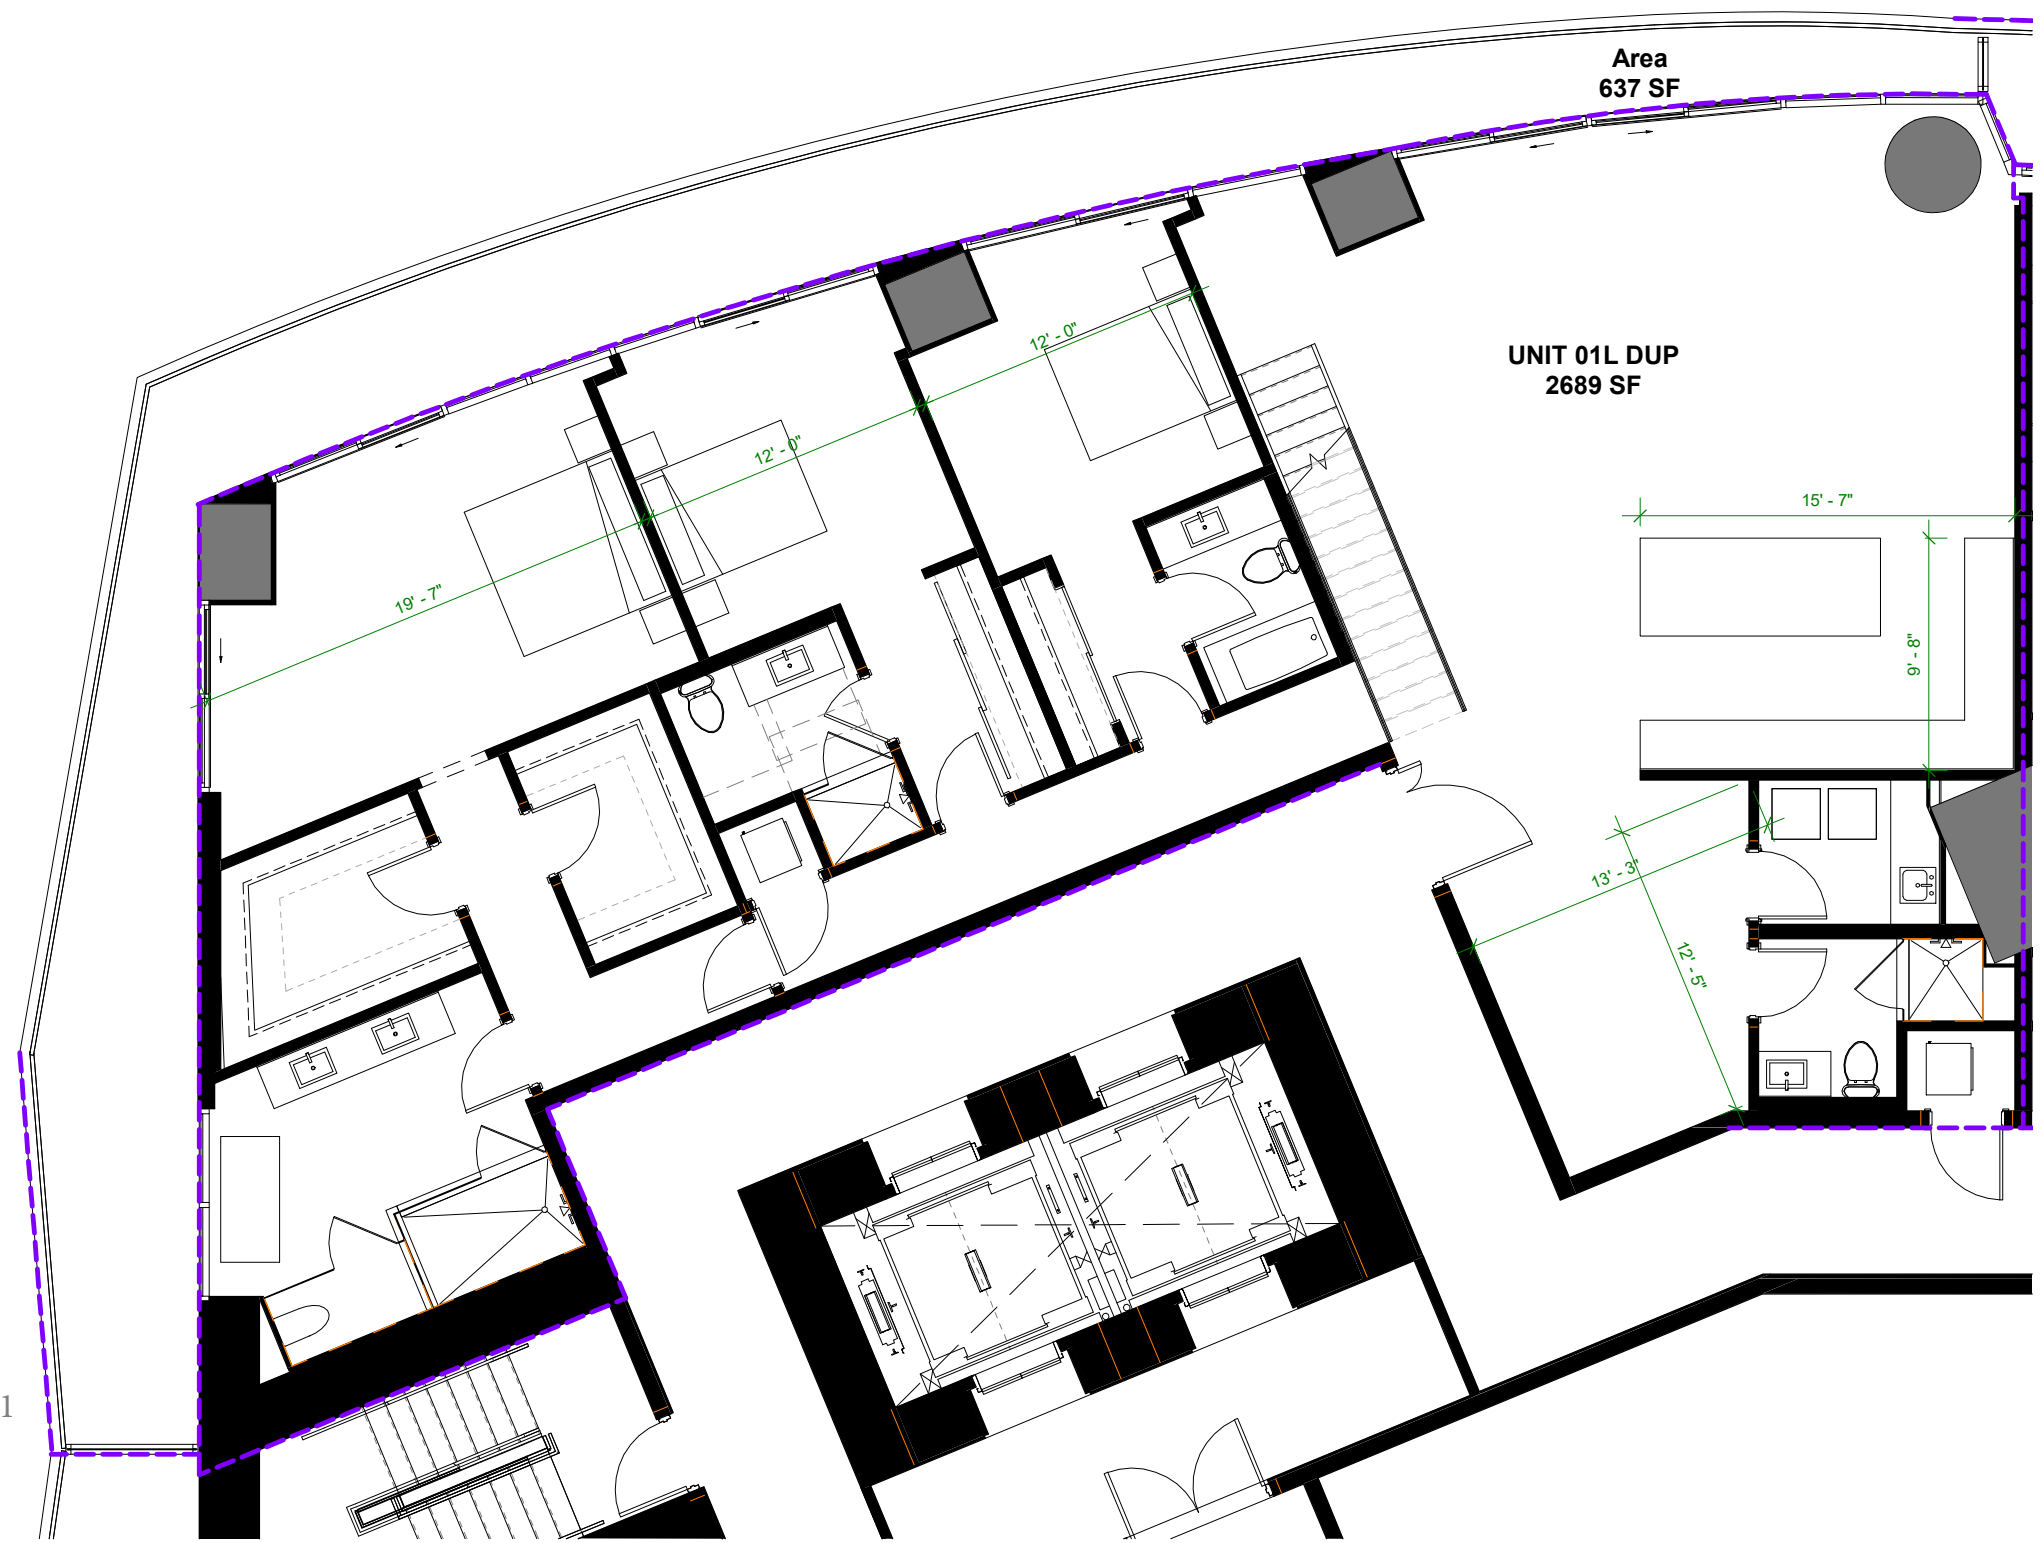 Area
637 SF
12' - 0"
UNIT 01L DUP
2689 SF
12' - 0"
15' - 7"
19' - 7"
9' - 8"
13' - 3"
12' - 5"
1